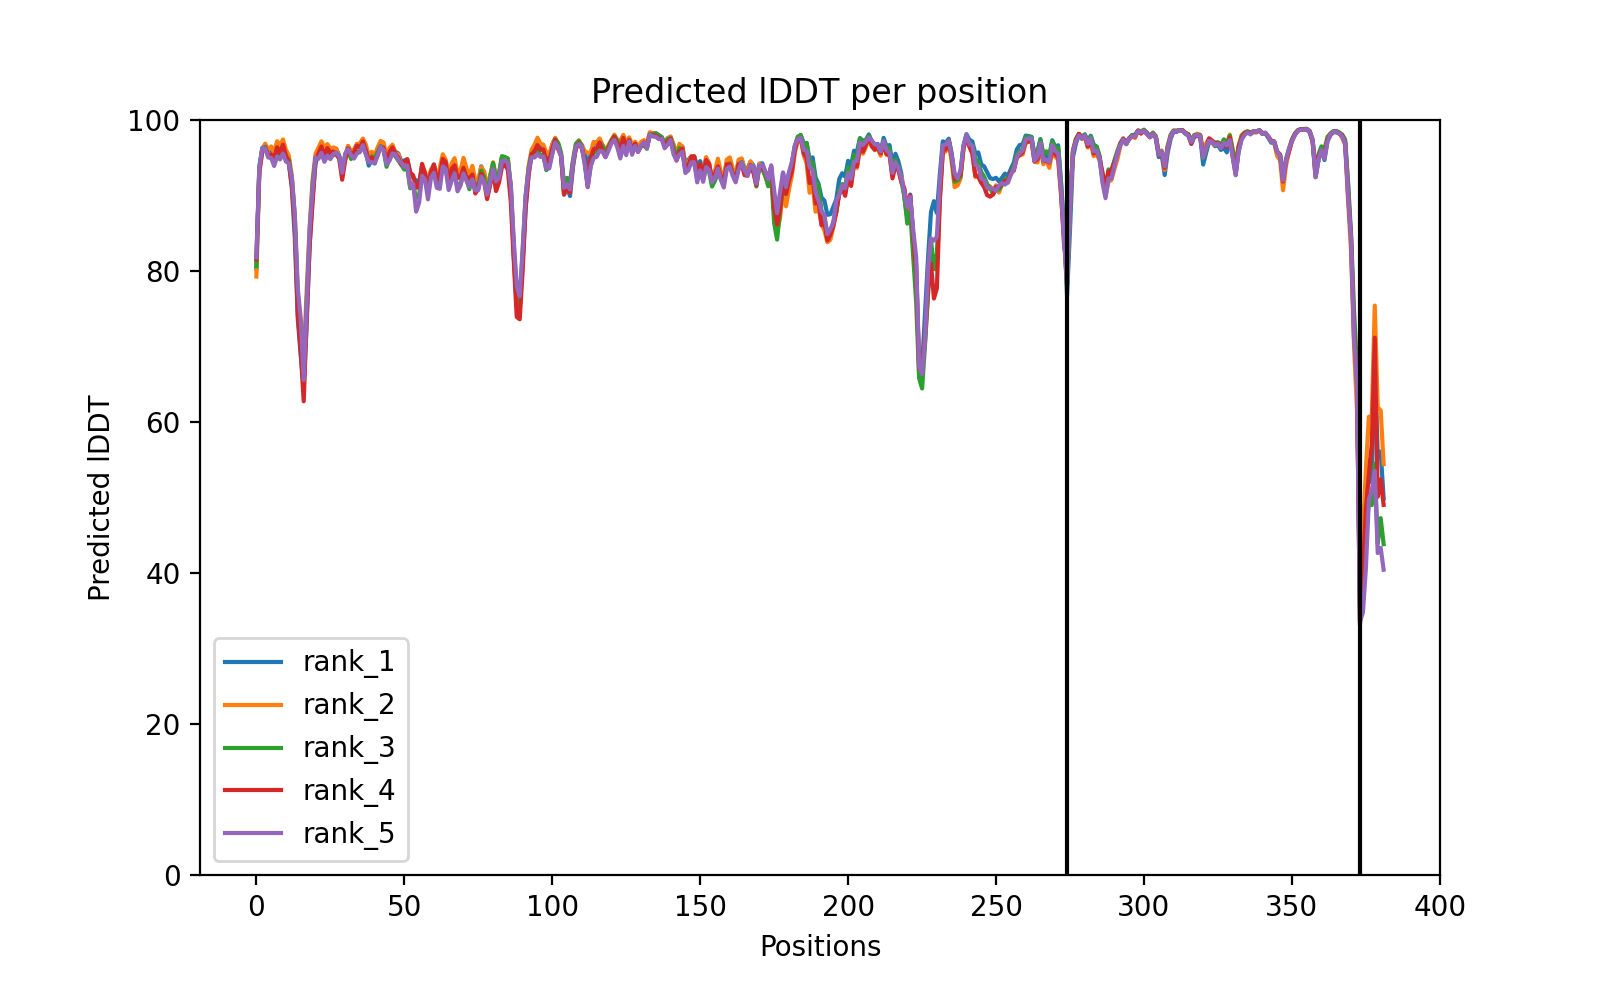 Predicted lDDT per position
Predicted lDDT
100
80
60
40
20
0
rank_1
rank_2
rank_3
rank_4
rank_5
0 50 100 150 200 250 300 350 400
Positions